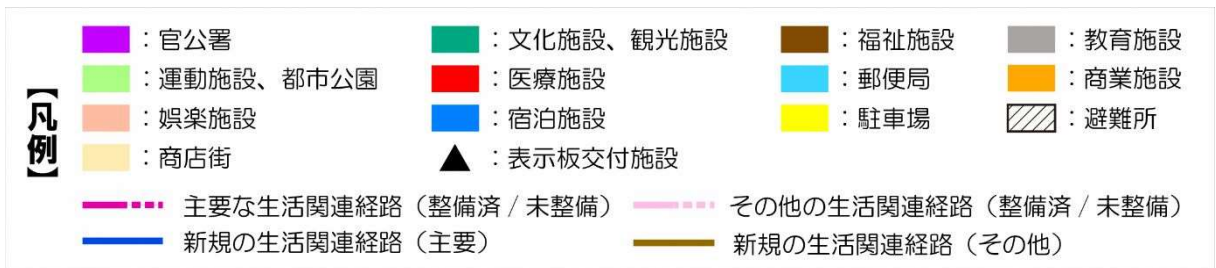 【凡例】
：官公署 ：文化施設、観光施設 ：福祉施設 ：教育施設
：運動施設、都市公園 ：医療施設 ：郵便局 ：商業施設
：娯楽施設 ：宿泊施設 ：駐車場 ：避難所
：商店街 ：表示板交付施設
主要な生活関連経路（整備済 / 未整備） その他の生活関連経路（整備済 / 未整備）
新規の生活関連経路（主要） 新規の生活関連経路（その他）